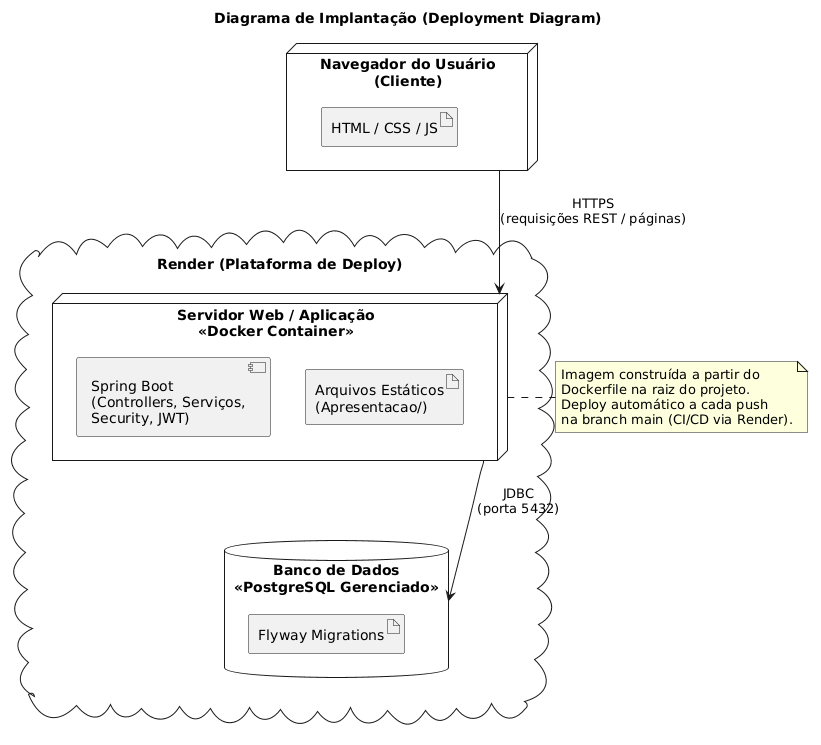 Diagrama de Implantação (Deployment Diagram)
Navegador do Usuário
(Cliente)
HTML / CSS / JS
HTTPS
(requisições REST / páginas)
Render (Plataforma de Deploy)
Servidor Web / Aplicação
«Docker Container»
Spring Boot
(Controllers, Serviços,
Security, JWT)
Arquivos Estáticos
(Apresentacao/)
Imagem construída a partir do
Dockerfile na raiz do projeto.
Deploy automático a cada push
na branch main (CI/CD via Render).
JDBC
(porta 5432)
Banco de Dados
«PostgreSQL Gerenciado»
Flyway Migrations